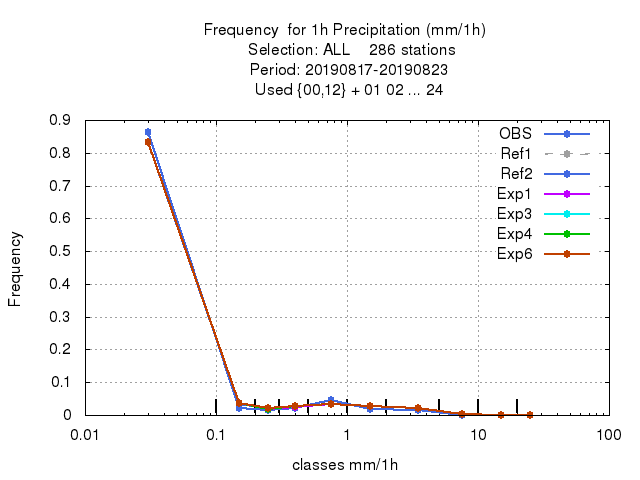 Frequency  for 1h Precipitation (mm/1h)
Selection: ALL    286 stations
Period: 20190817-20190823
Used {00,12} + 01 02 ... 24
OBS
Ref1
Ref2
Exp1
Exp3
Exp4
Exp6
0.9
0.8
0.7
0.6
0.5
0.4
0.3
0.2
0.1
0
Frequency
0.01 0.1 1 10 100
classes mm/1h